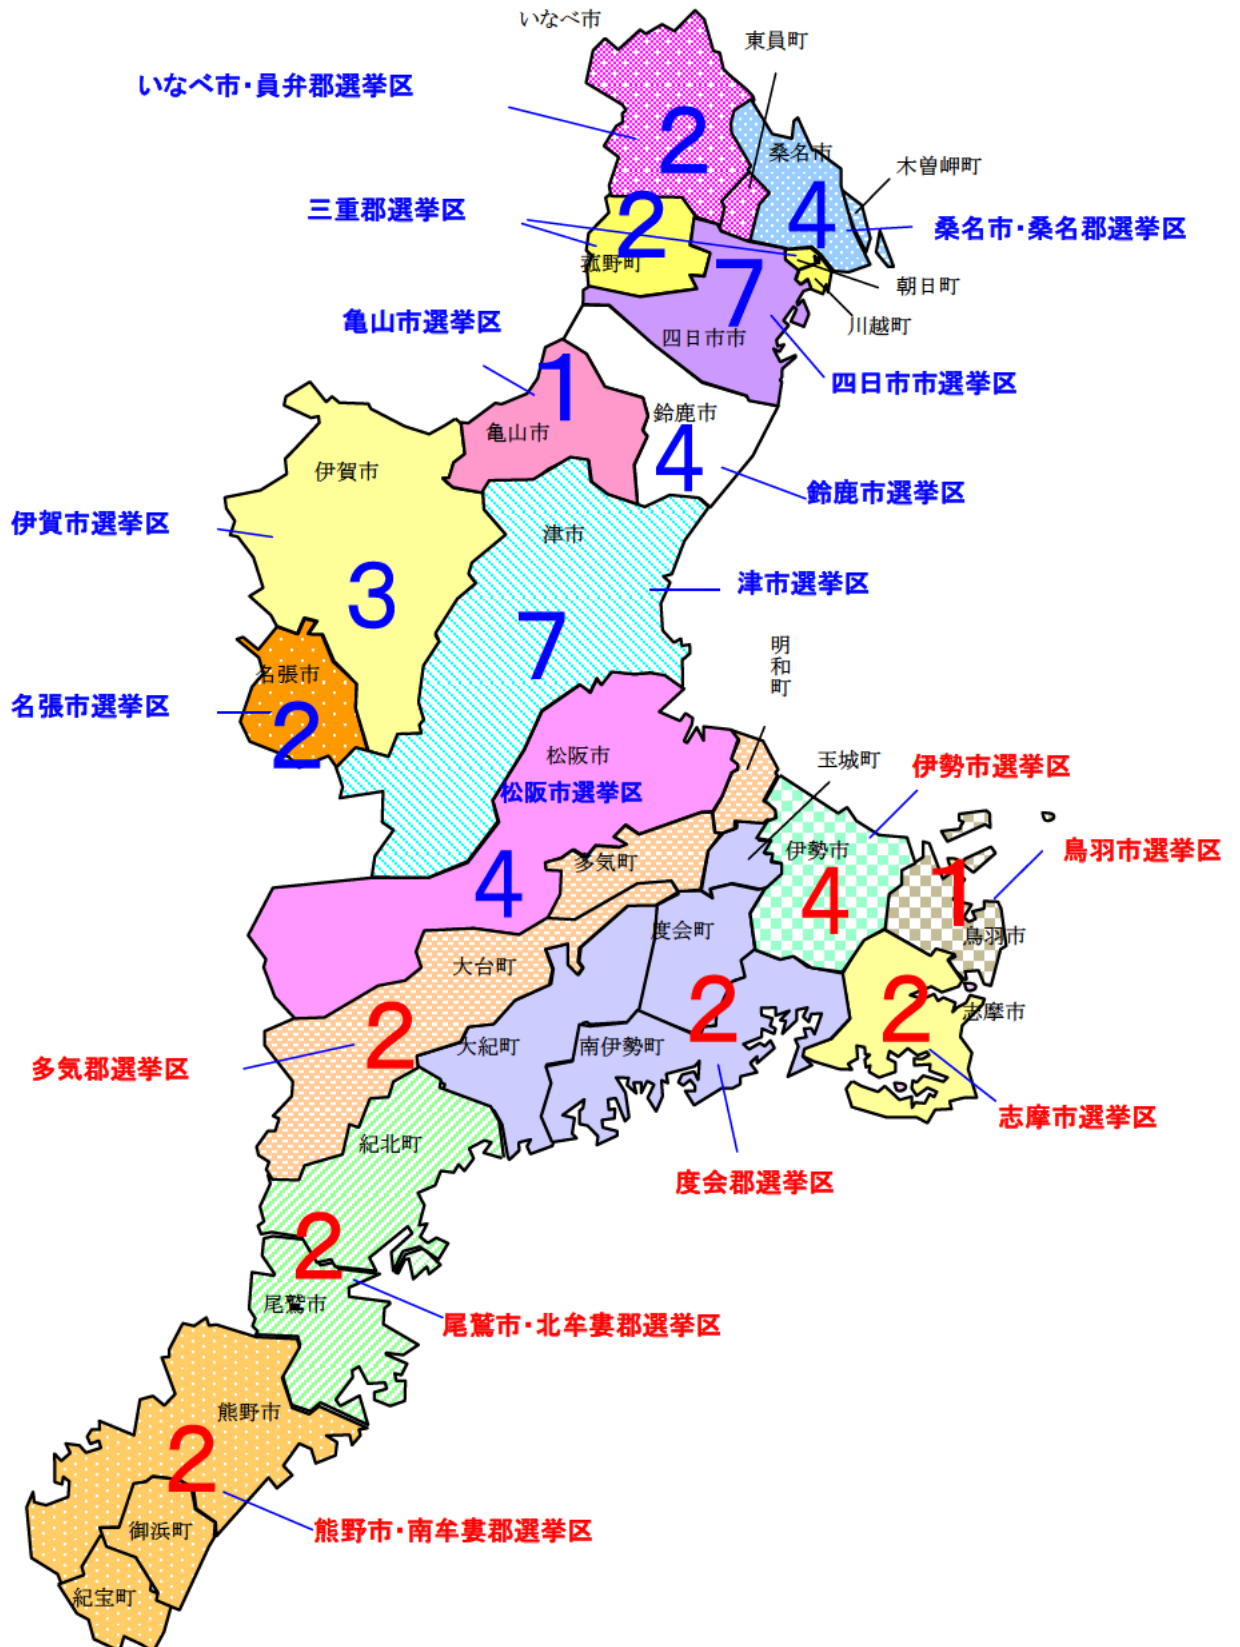 いなべ市
東員町
いなべ市・員弁郡選挙区
2
桑名市
木曽岬町
三重郡選挙区
2
4
桑名市・桑名郡選挙区
菰野町
7
朝日町
亀山市選挙区
川越町
四日市市
1
四日市市選挙区
鈴鹿市
亀山市
伊賀市
4
鈴鹿市選挙区
伊賀市選挙区
津市
3
津市選挙区
7
明和町
名張市
名張市選挙区
2
松阪市
玉城町
伊勢市選挙区
松阪市選挙区
伊勢市
鳥羽市選挙区
多気町
4
4
1
度会町
鳥羽市
大台町
2
2
2
志摩市
大紀町
南伊勢町
多気郡選挙区
志摩市選挙区
紀北町
度会郡選挙区
2
尾鷲市
尾鷲市・北牟婁郡選挙区
熊野市
2
御浜町
熊野市・南牟婁郡選挙区
紀宝町